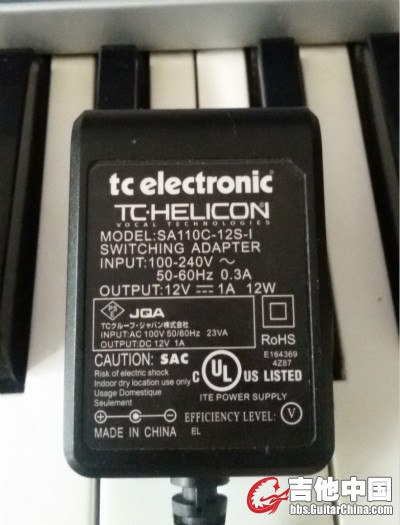 tc electronic
TC·HELICON
VOCAL TECHNOLOGIES
MODEL:SA110C-12S-I
SWITCHING ADAPTER
INPUT:100-240V ~
50-60Hz 0.3A
OUTPUT:12V ⎓ 1A 12W
PS E JQA
TCグループ・ジャパン株式会社
INPUT:AC 100V 50/60Hz 23VA
OUTPUT:DC 12V 1A
RoHS
CAUTION: SAC
E164369
4Z87
Risk of electric shock
Indoor dry location use only
Usage Domestique
Seulement
C UL US LISTED
ITE POWER SUPPLY
EFFICIENCY LEVEL: V
MADE IN CHINA EL
吉他中国
bbs.GuitarChina.com